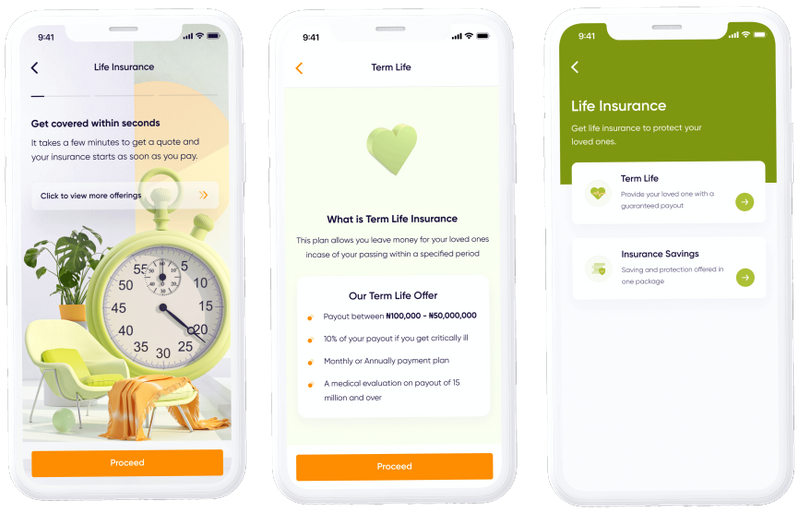 9:41
Life Insurance
Get covered within seconds
It takes a few minutes to get a quote and
your insurance starts as soon as you pay.
Click to view more offerings
55
5
50
10
45
15
40
20
35
30
25
60
Proceed
9:41
Term Life
What is Term Life Insurance
This plan allows you leave money for your loved ones
incase of your passing within a specified period
Our Term Life Offer
Payout between ₦100,000 - ₦50,000,000
10% of your payout if you get critically ill
Monthly or Annually payment plan
A medical evaluation on payout of 15
million and over
Proceed
9:41
Life Insurance
Get life insurance to protect your
loved ones.
Term Life
Provide your loved one with a
guaranteed payout
Insurance Savings
Saving and protection offered in
one package